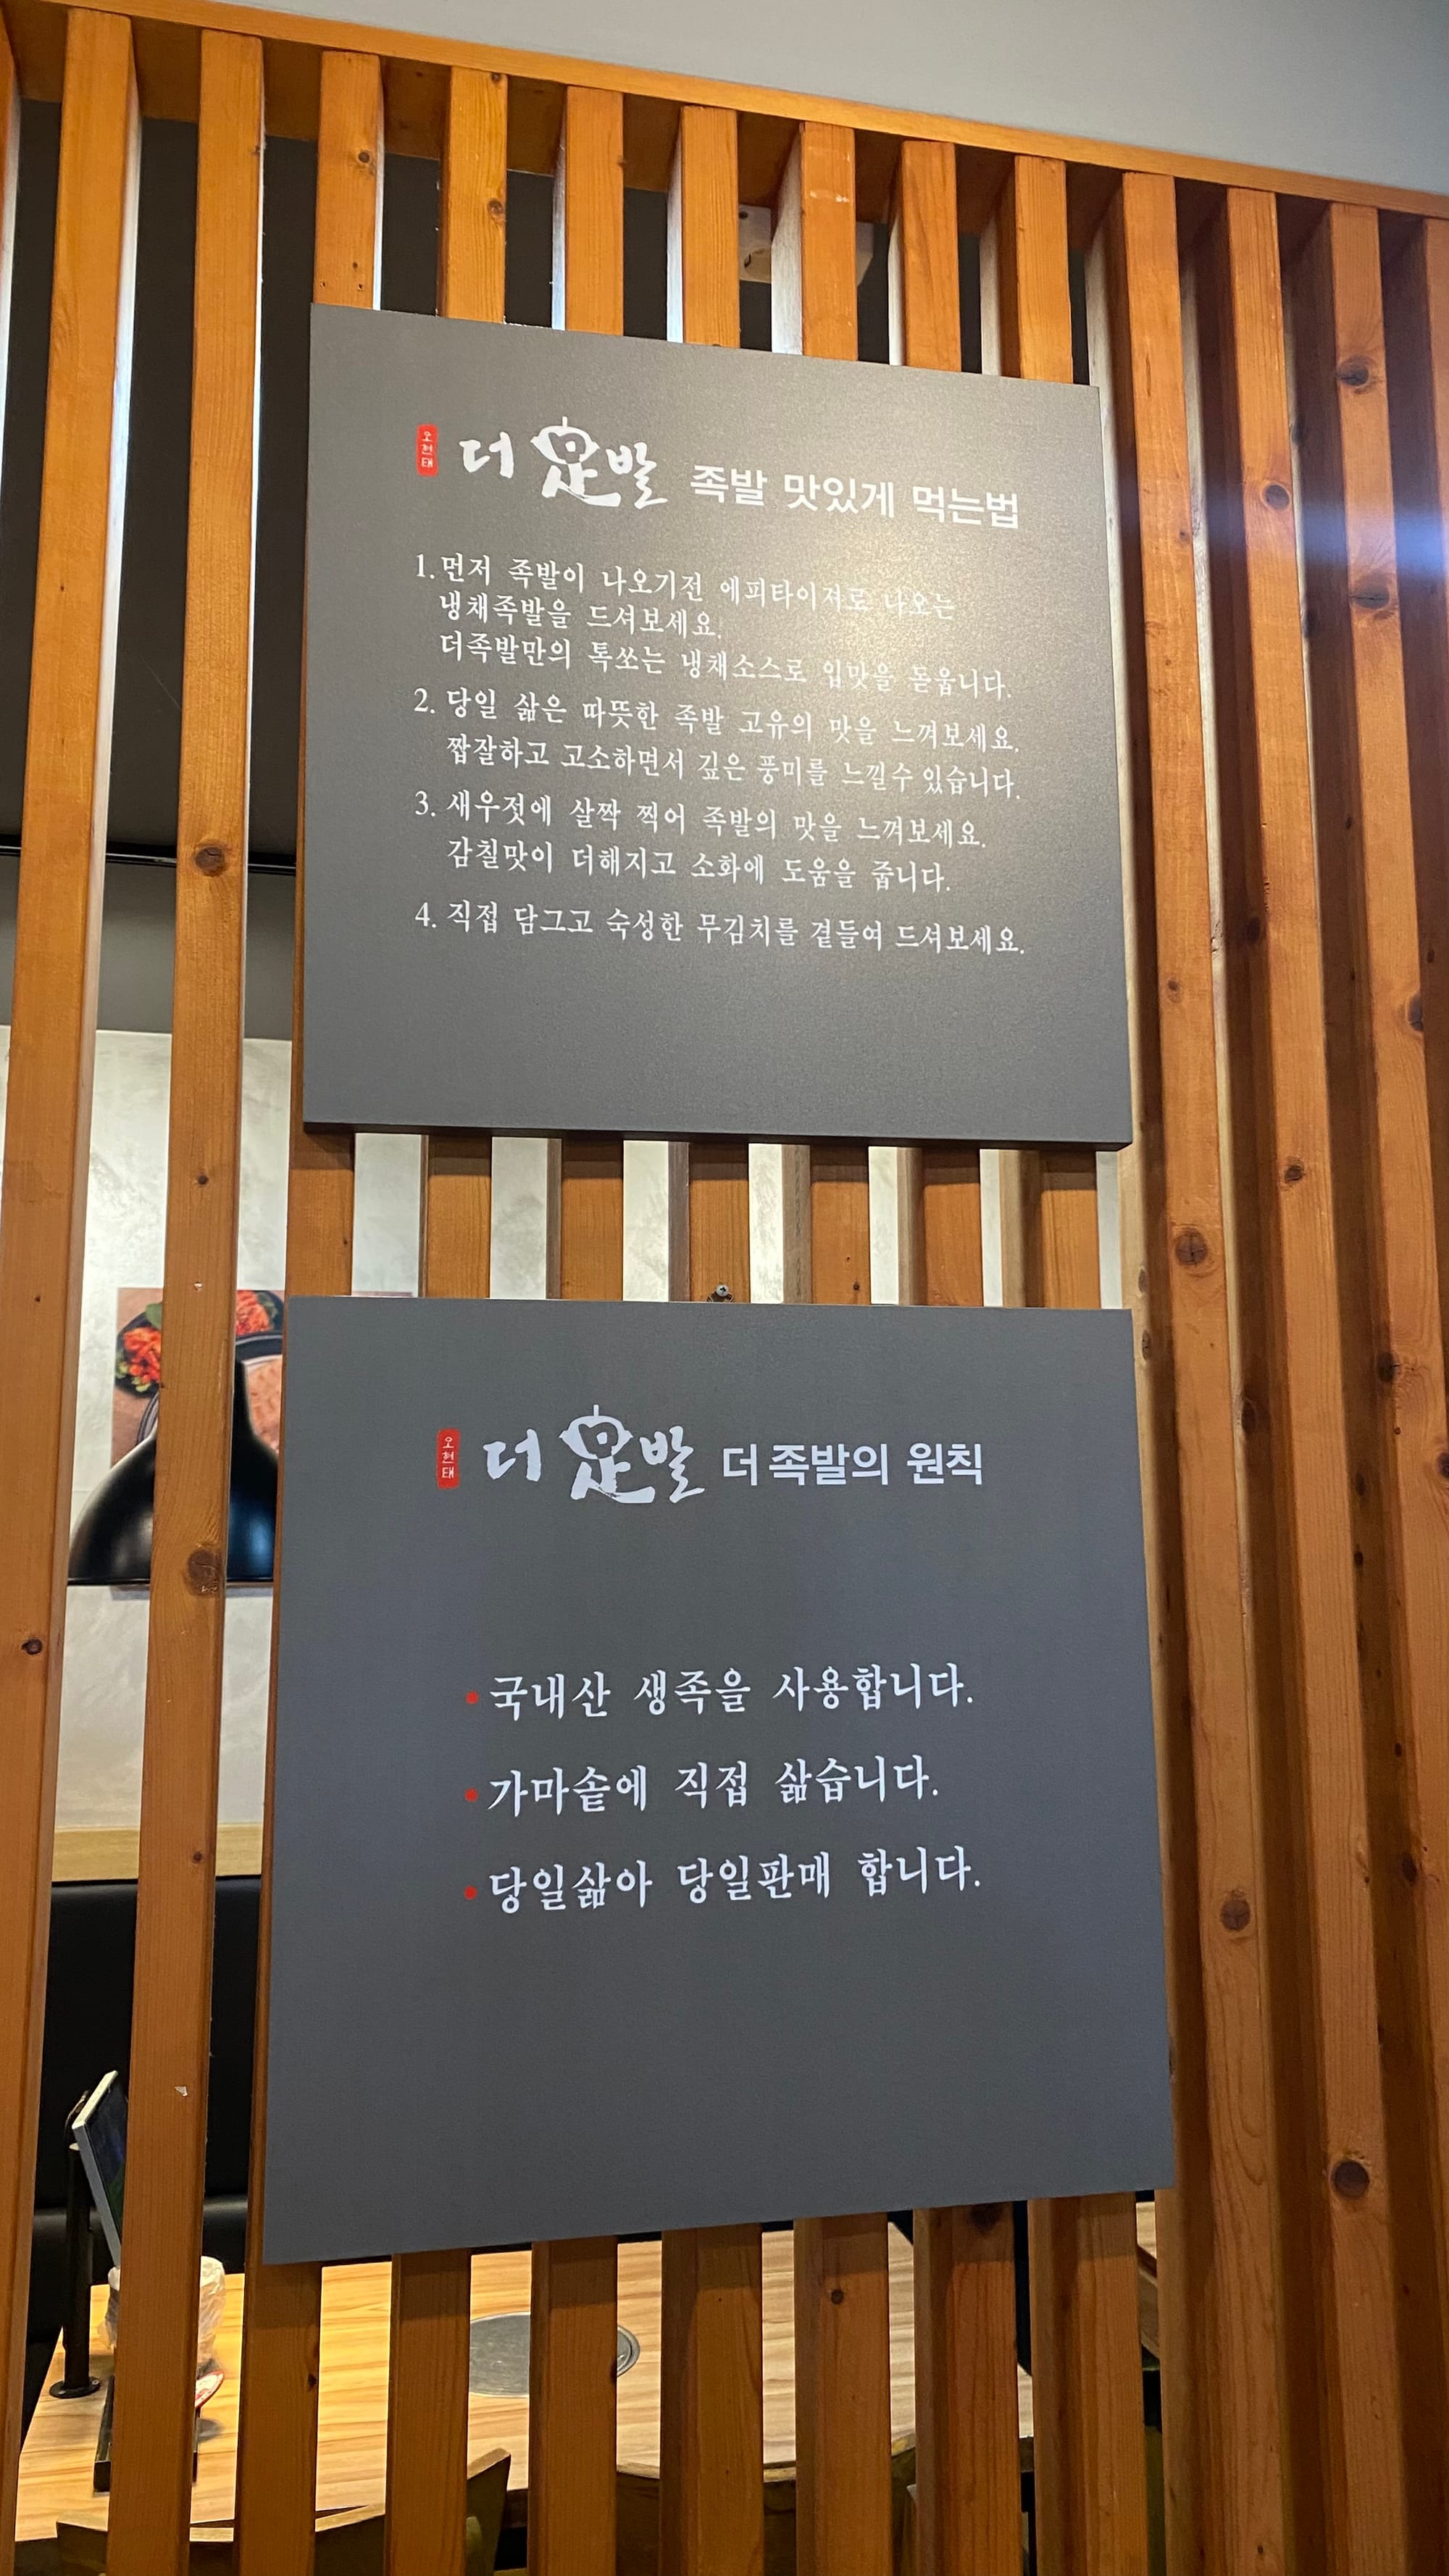 오현태 더 足발 족발 맛있게 먹는법
1. 먼저 족발이 나오기전 에피타이져로 나오는
냉채족발을 드셔보세요.
더족발만의 톡쏘는 냉채소스로 입맛을 돋웁니다.
2. 당일 삶은 따뜻한 족발 고유의 맛을 느껴보세요.
짭잘하고 고소하면서 깊은 풍미를 느낄수 있습니다.
3. 새우젓에 살짝 찍어 족발의 맛을 느껴보세요.
감칠맛이 더해지고 소화에 도움을 줍니다.
4. 직접 담그고 숙성한 무김치를 곁들여 드셔보세요.
오현태 더 足발 더 족발의 원칙
• 국내산 생족을 사용합니다.
• 가마솥에 직접 삶습니다.
• 당일삶아 당일판매 합니다.